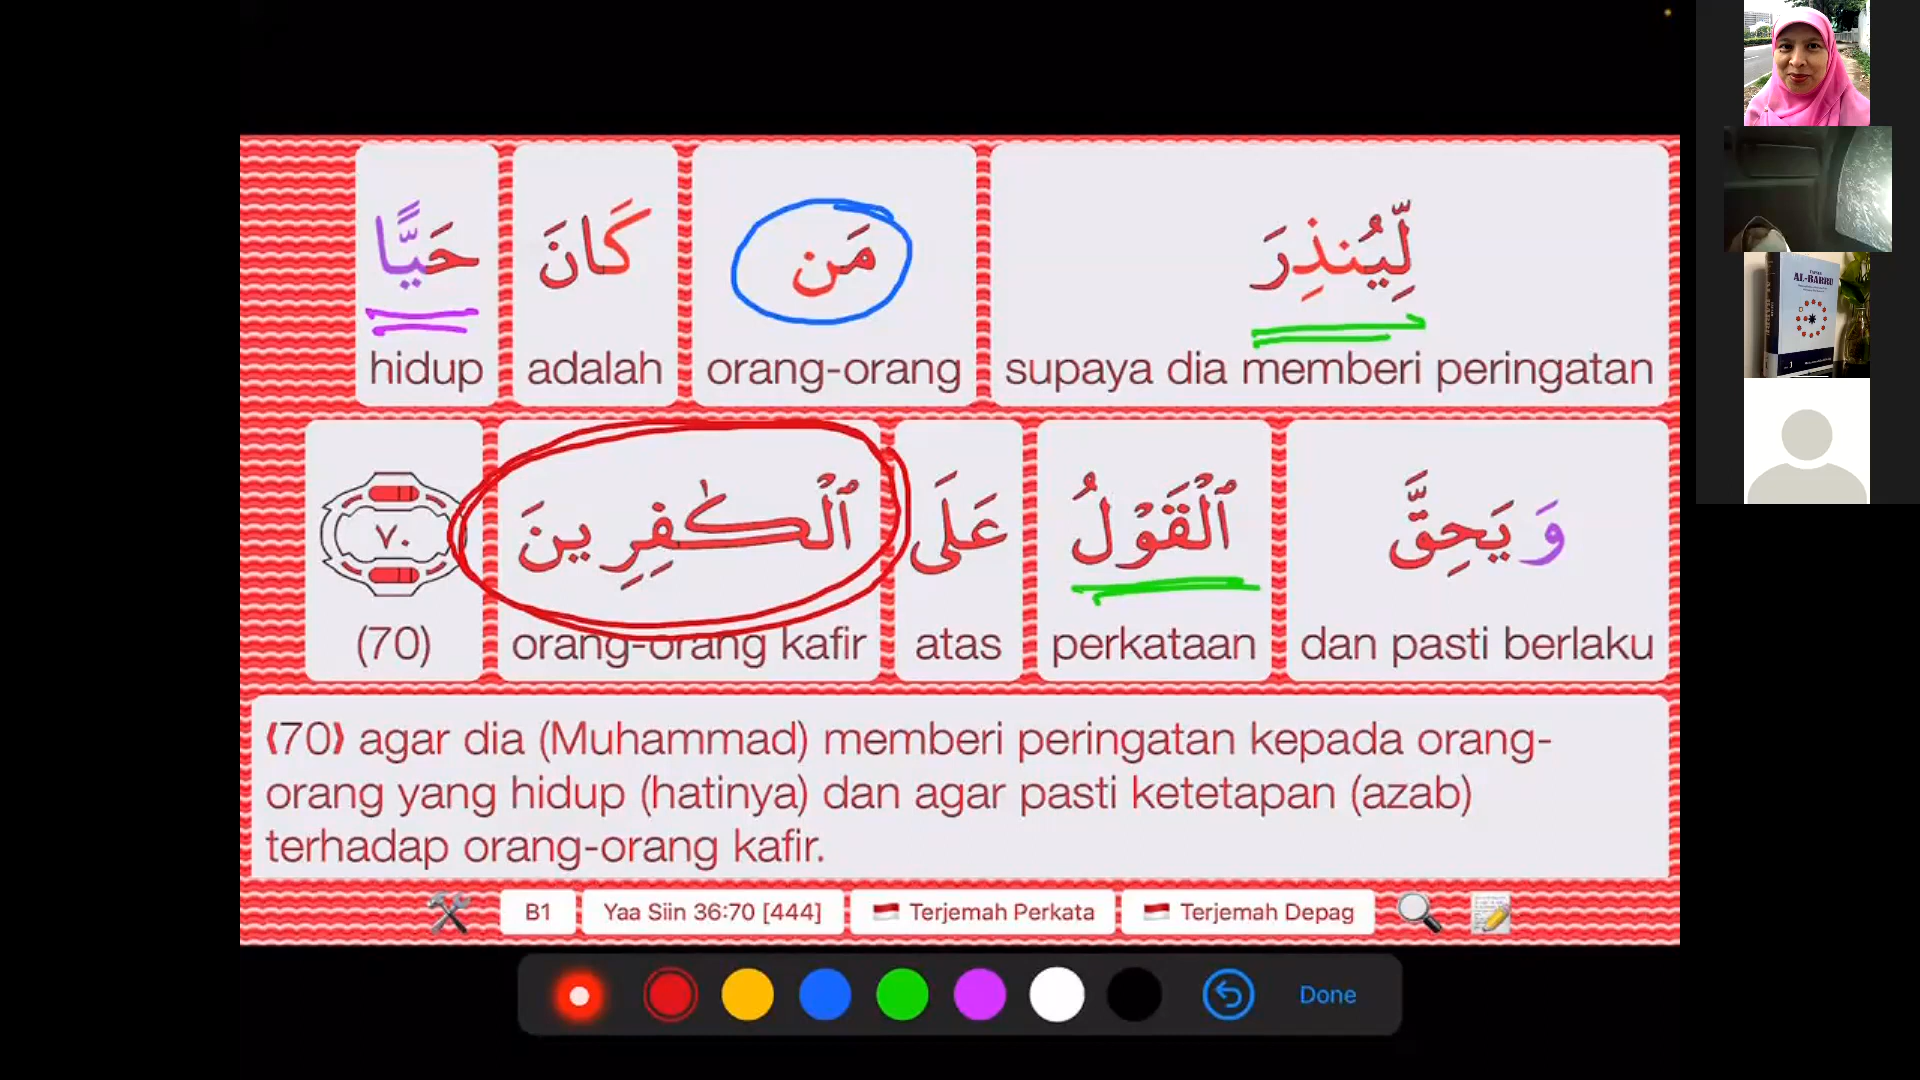 لِّيُنذِرَ مَن كَانَ حَيًّا
supaya dia memberi peringatan orang-orang adalah hidup
وَ يَحِقَّ ٱلْقَوْلُ عَلَى ٱلْكَٰفِرِينَ ٧٠
dan pasti berlaku perkataan atas orang-orang kafir (70)
⟨70⟩ agar dia (Muhammad) memberi peringatan kepada orang-
orang yang hidup (hatinya) dan agar pasti ketetapan (azab)
terhadap orang-orang kafir.
B1 Yaa Siin 36:70 [444] Terjemah Perkata Terjemah Depag
Done
AL-BARRU